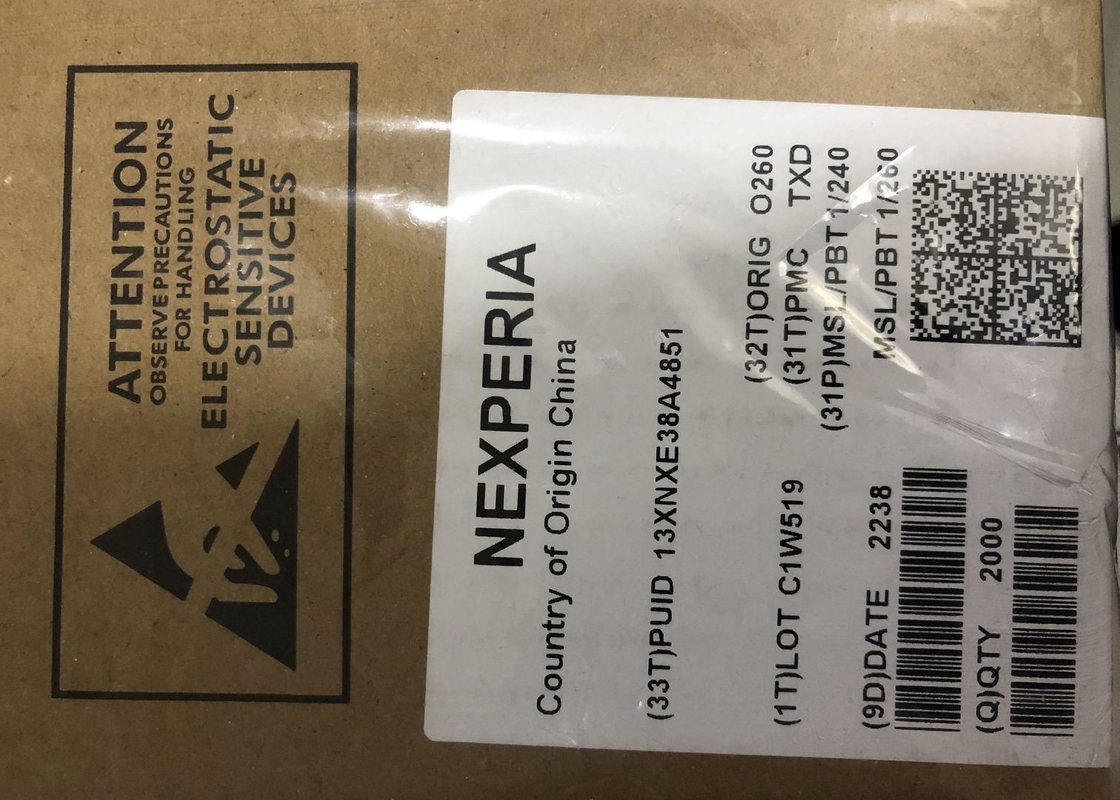 ATTENTION
OBSERVE PRECAUTIONS
FOR HANDLING
ELECTROSTATIC
SENSITIVE
DEVICES
NEXPERIA
Country of Origin China
(33T)PUID 13XNXE38A4851
(32T)ORIG O260
(1T)LOT C1W519 (31T)PMC TXD
(31P)MSL/PBT 1/240
(9D)DATE 2238 MSL/PBT 1/260
(Q)QTY 2000